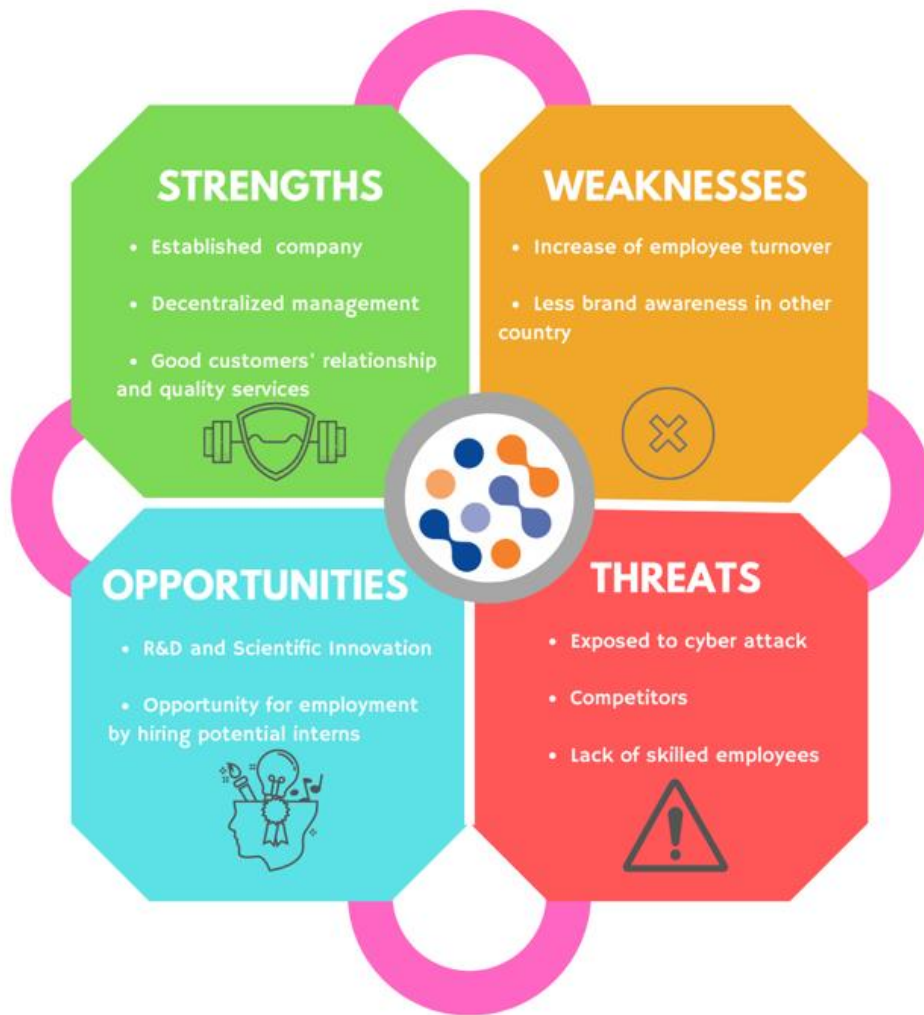 STRENGTHS
• Established company
• Decentralized management
• Good customers' relationship
and quality services
WEAKNESSES
• Increase of employee turnover
• Less brand awareness in other
country
OPPORTUNITIES
• R&D and Scientific Innovation
• Opportunity for employment
by hiring potential interns
THREATS
• Exposed to cyber attack
• Competitors
• Lack of skilled employees